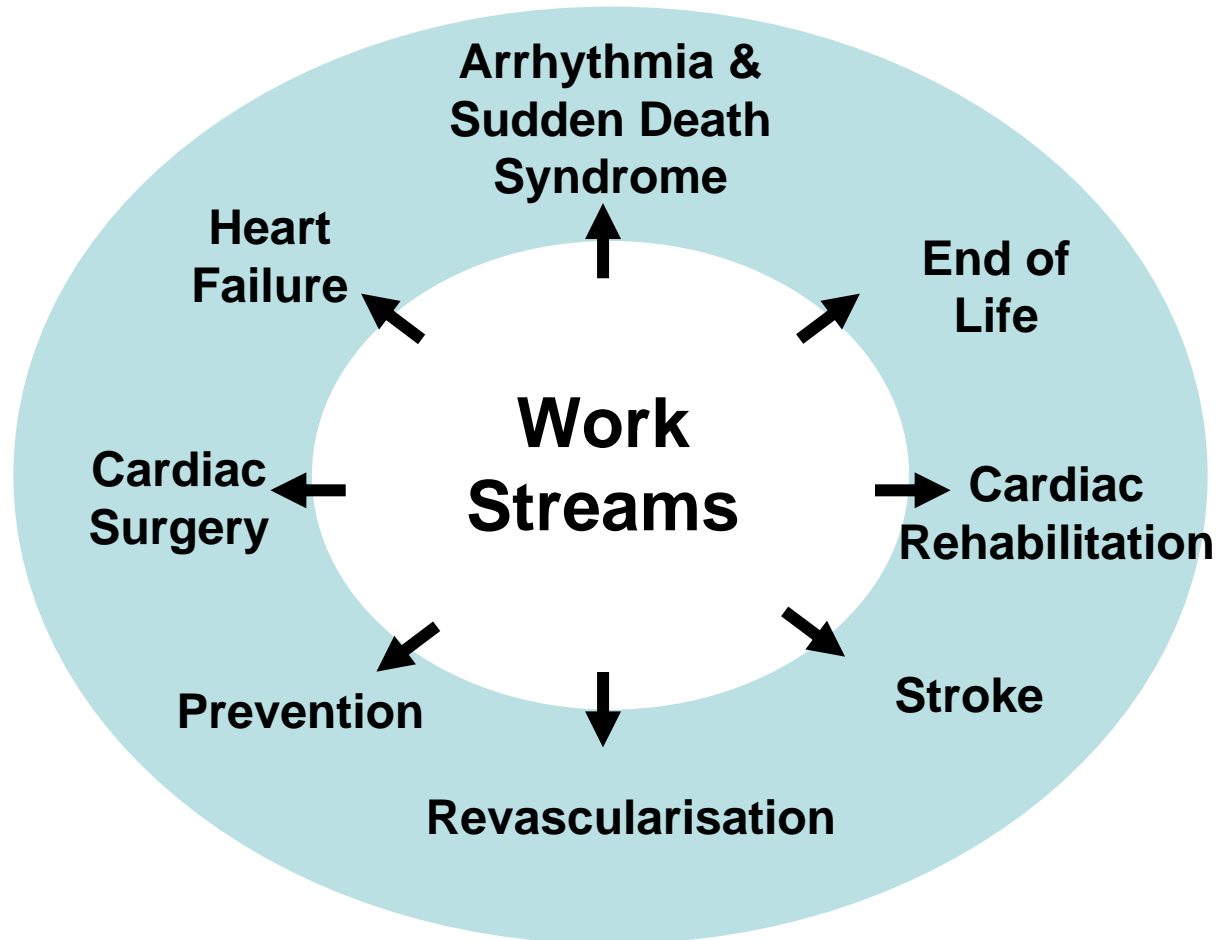 Arrhythmia &
Sudden Death
Syndrome
Heart
Failure
End of
Life
Work
Streams
Cardiac
Surgery
Cardiac
Rehabilitation
Prevention
Stroke
Revascularisation